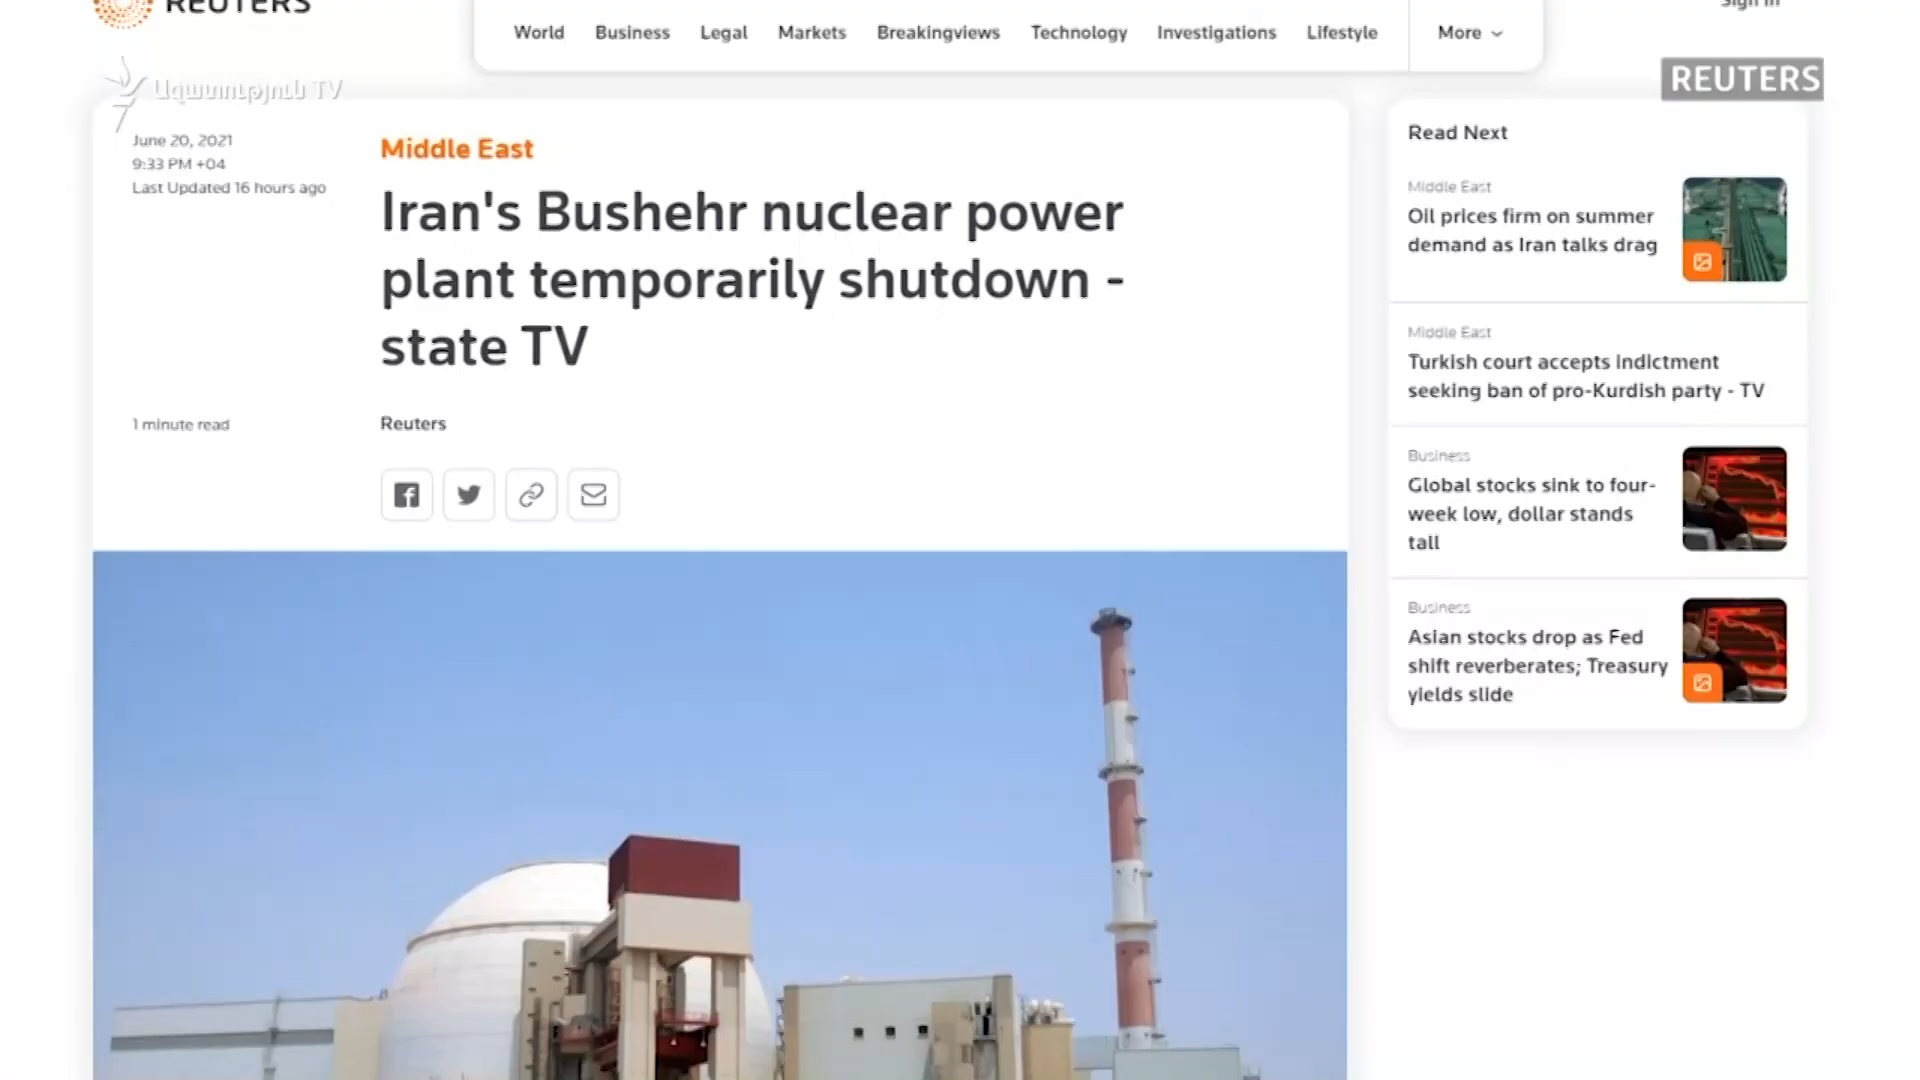 REUTERS
Sign In
World Business Legal Markets Breakingviews Technology Investigations Lifestyle More
Ազատություն TV
REUTERS
June 20, 2021
9:33 PM +04
Last Updated 16 hours ago
Middle East
Iran's Bushehr nuclear power
plant temporarily shutdown -
state TV
1 minute read
Reuters
Read Next
Middle East
Oil prices firm on summer
demand as Iran talks drag
Middle East
Turkish court accepts indictment
seeking ban of pro-Kurdish party - TV
Business
Global stocks sink to four-
week low, dollar stands
tall
Business
Asian stocks drop as Fed
shift reverberates; Treasury
yields slide